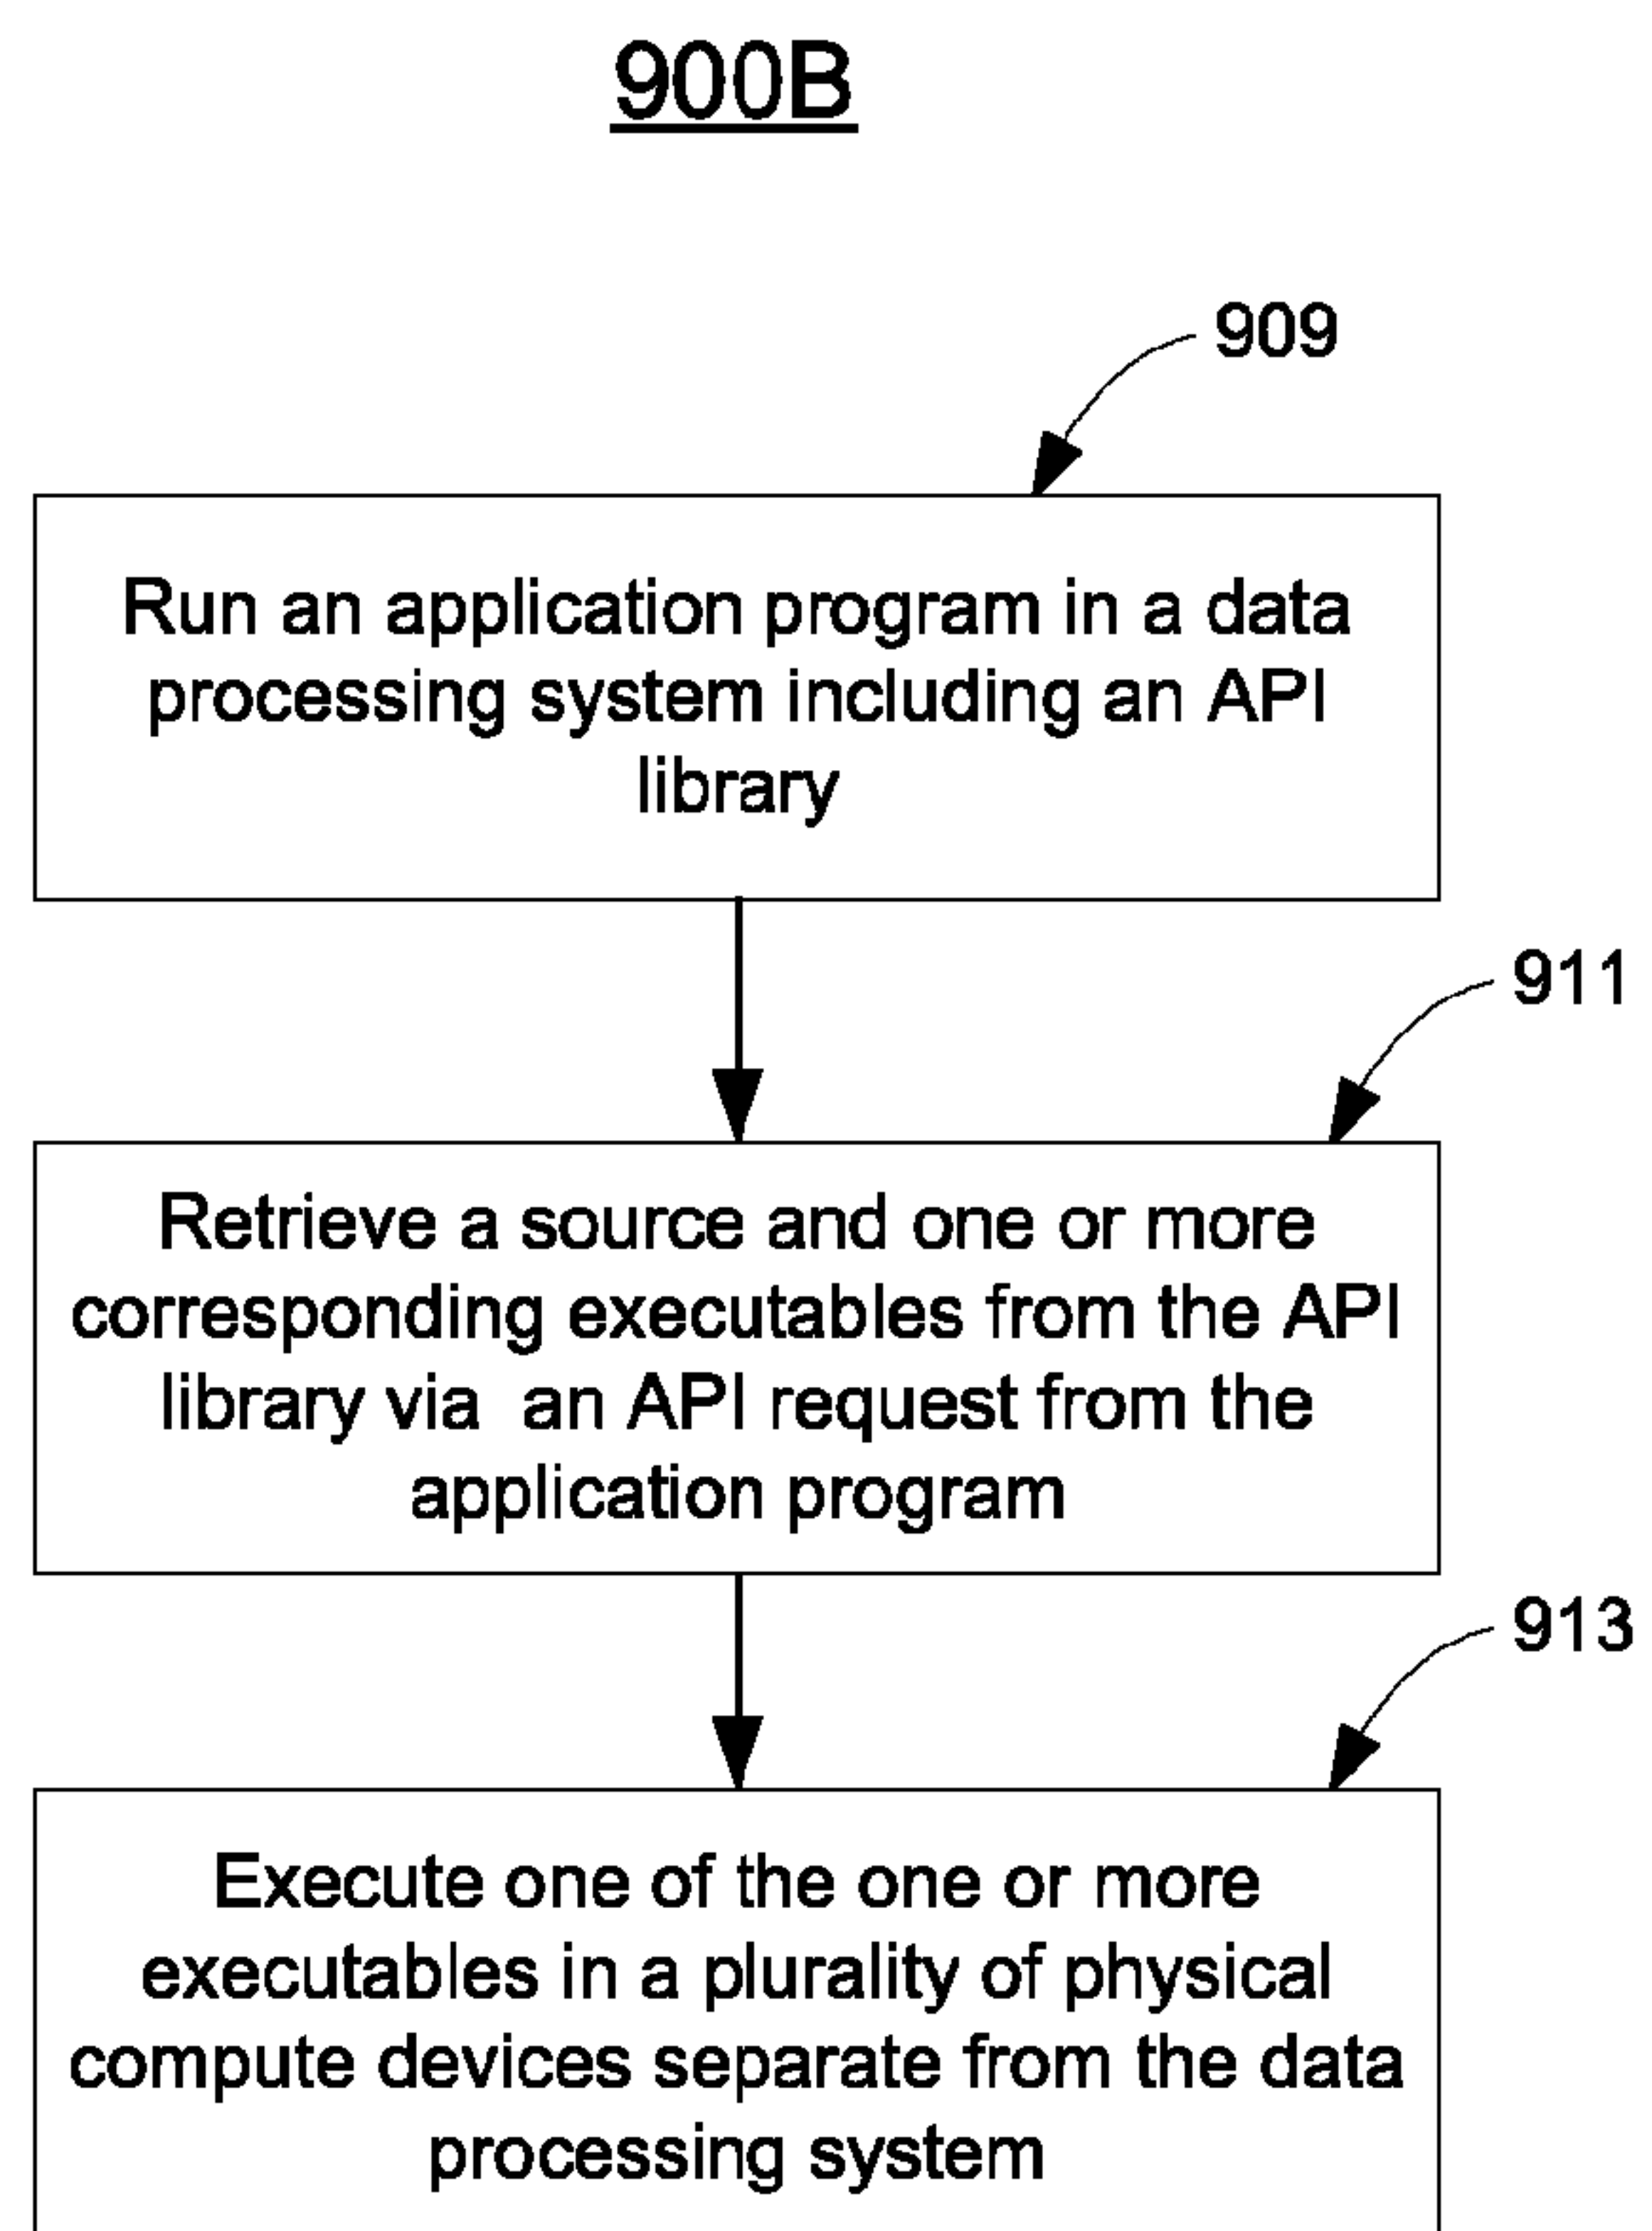 900B
909
Run an application program in a data
processing system including an API
library
911
Retrieve a source and one or more
corresponding executables from the API
library via  an API request from the
application program
913
Execute one of the one or more
executables in a plurality of physical
compute devices separate from the data
processing system